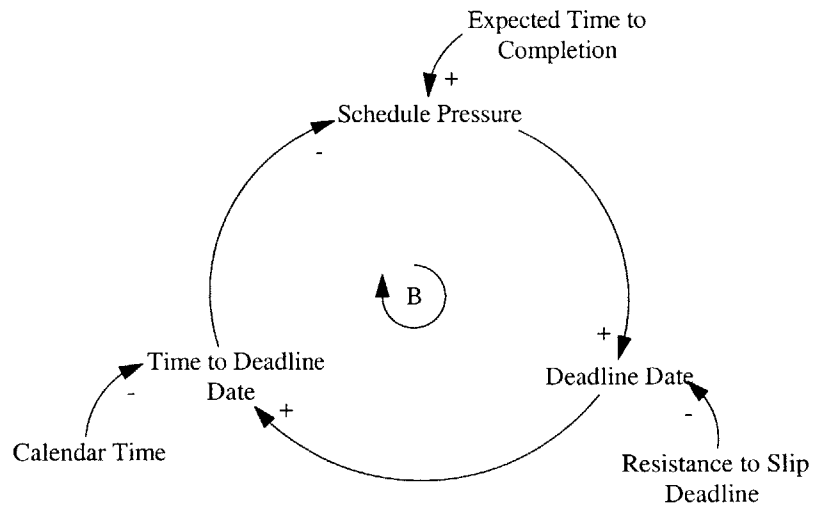 Expected Time to
Completion
+
Schedule Pressure
-
B
+
Time to Deadline
Date
Deadline Date
-
+
-
Calendar Time
Resistance to Slip
Deadline